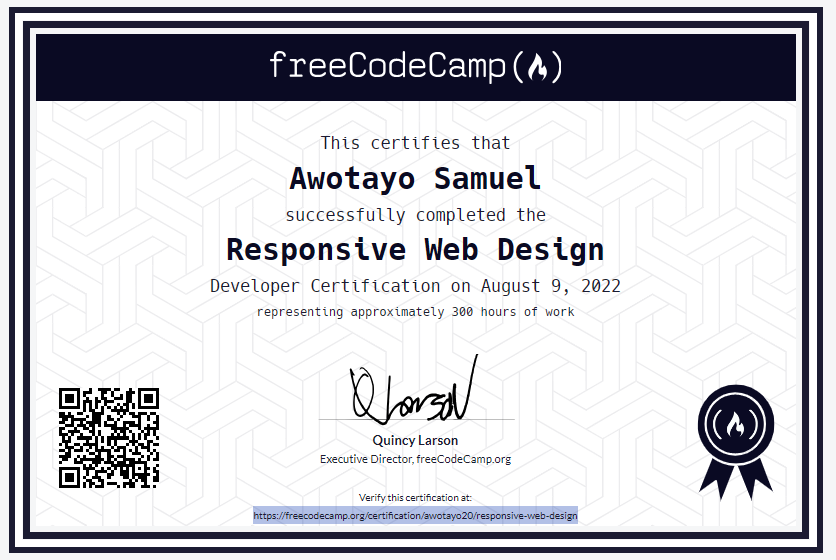 freeCodeCamp(🔥)
This certifies that
Awotayo Samuel
successfully completed the
Responsive Web Design
Developer Certification on August 9, 2022
representing approximately 300 hours of work
QLarson
Quincy Larson
Executive Director, freeCodeCamp.org
Verify this certification at:
https://freecodecamp.org/certification/awotayo20/responsive-web-design